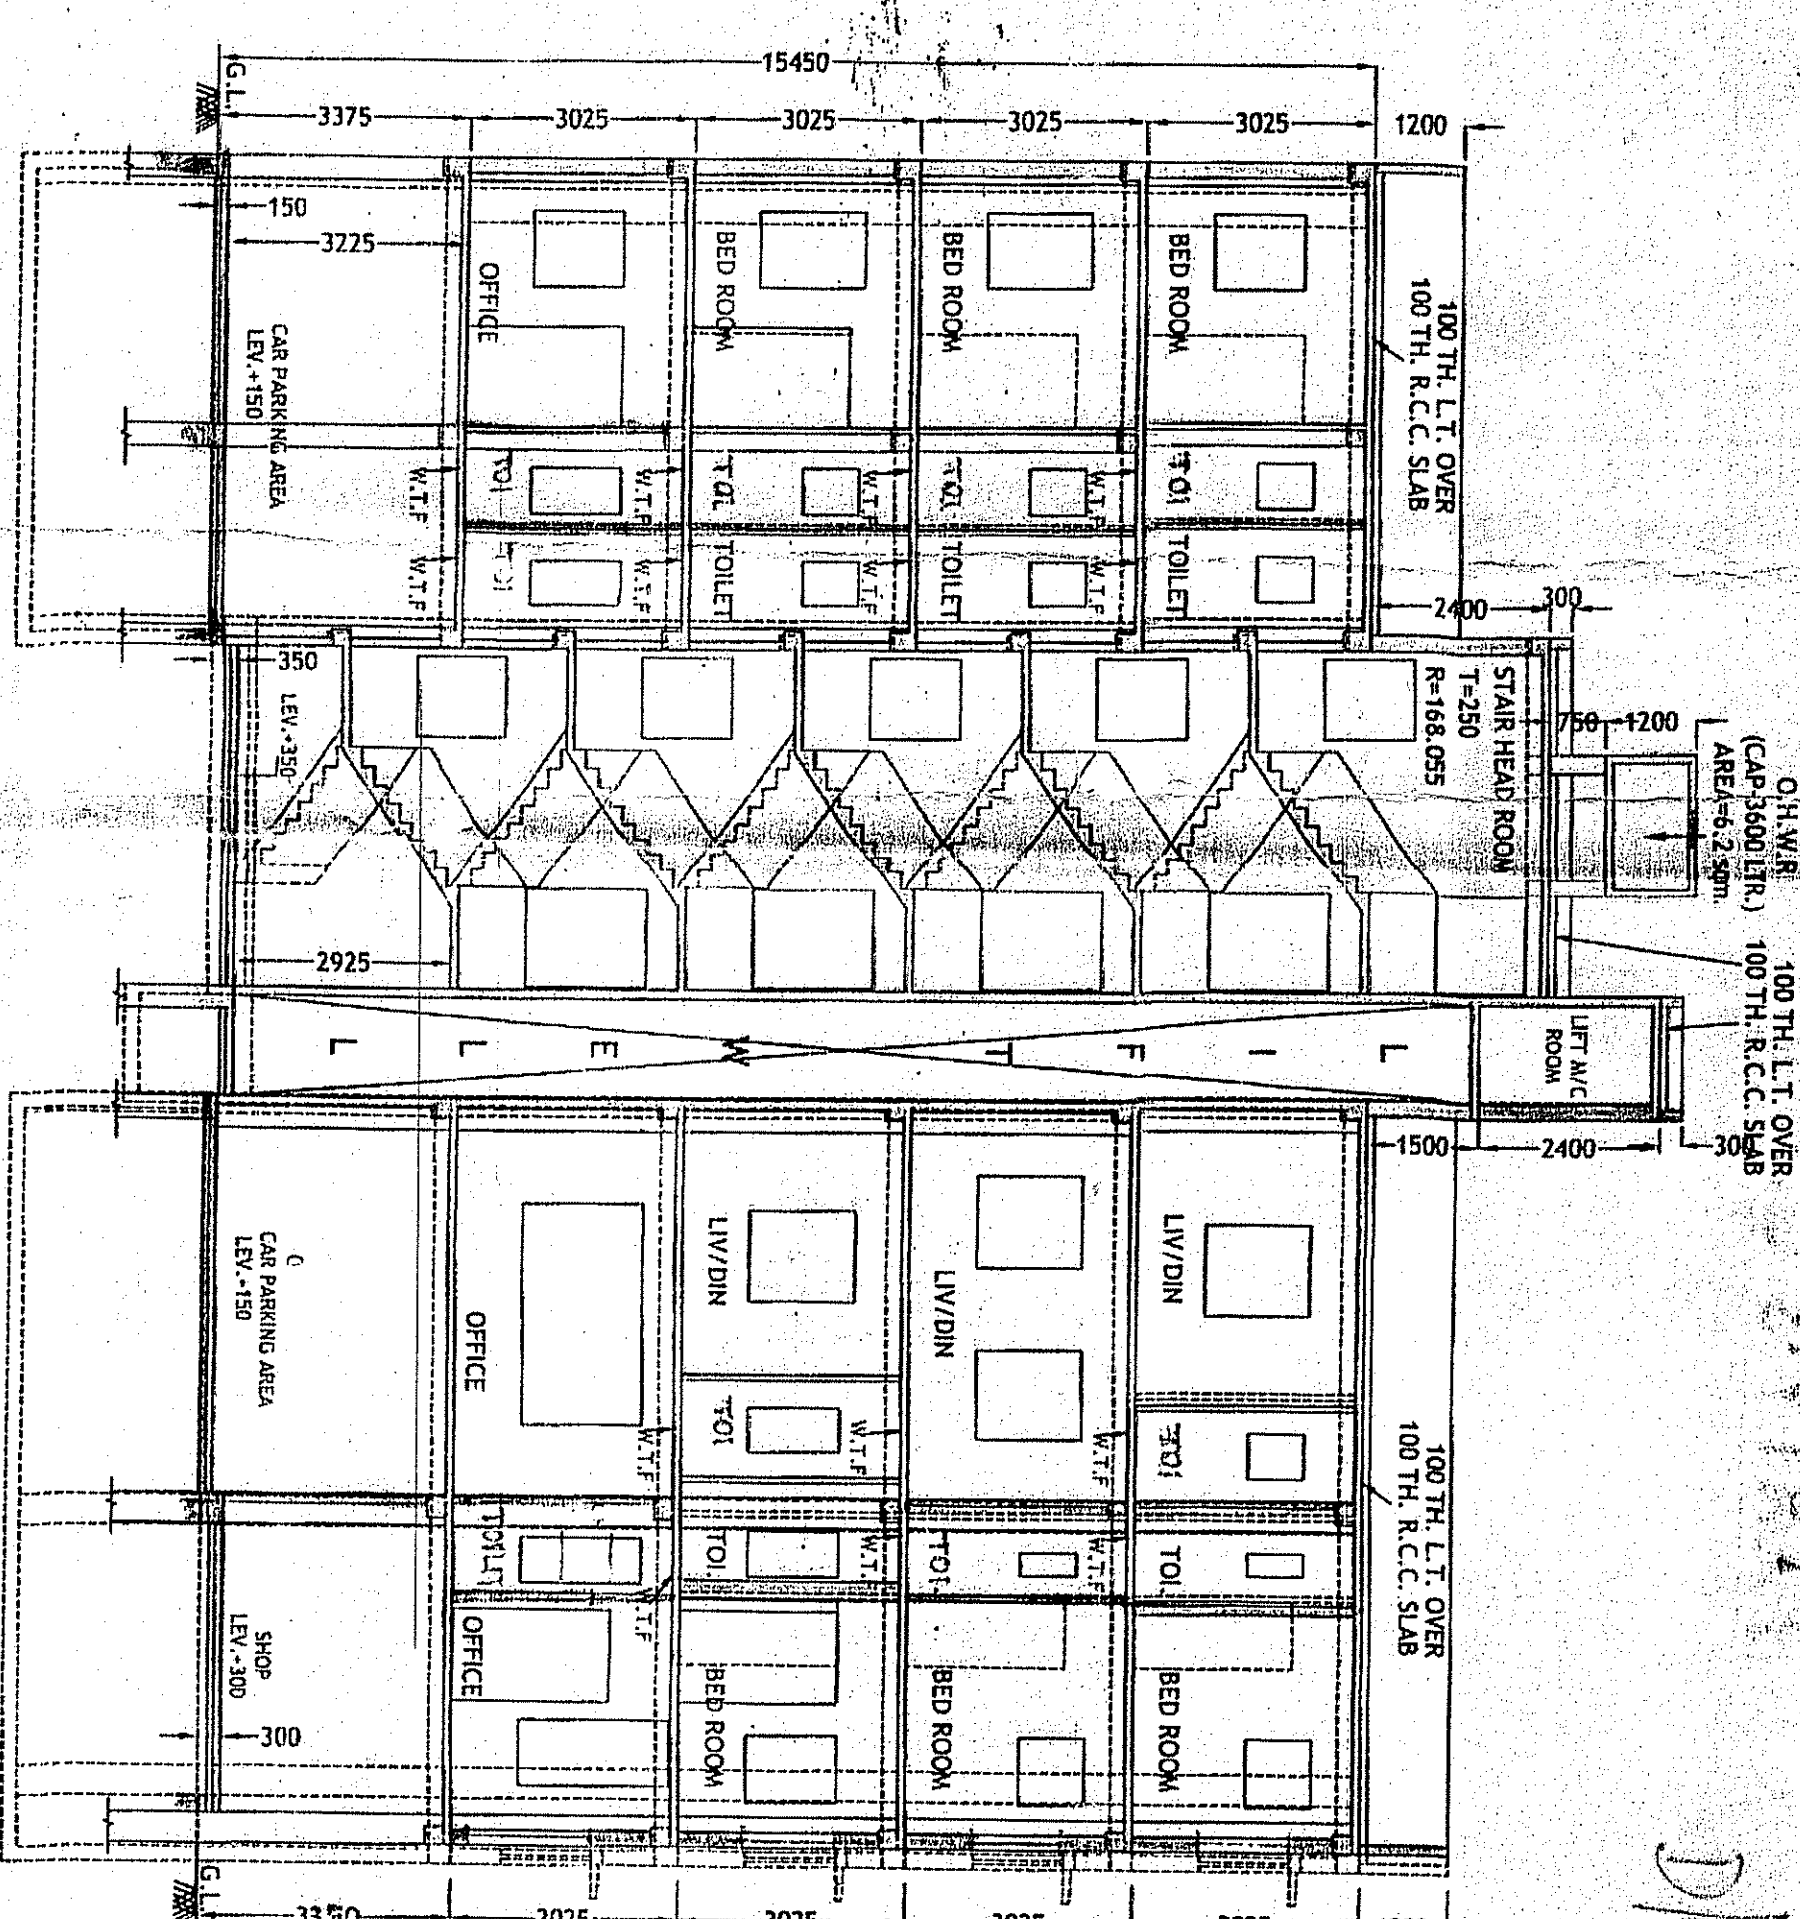 15450
G.L.
3375
3025
3025
3025
3025
1200
150
3225
CAR PARKING AREA
LEV.+150
OFFICE
BED ROOM
BED ROOM
BED ROOM
100 TH. L.T. OVER
100 TH. R.C.C. SLAB
W.T.F
W.T.F
TOI
W.T.F
W.T.F
TOI.
TOILET
W.T.F
W.T.F
TOI.
TOILET
W.T.F
W.T.F
TOI
TOILET
2400
300
350
LEV.+350
STAIR HEAD ROOM
T=250
R=168.055
750
1200
O.H.W.R.
(CAP-3600 LTR.)
AREA=6.2 sqm.
100 TH. L.T. OVER
100 TH. R.C.C. SLAB
2925
LIFT WELL
LIFT M/C
ROOM
1500
2400
300
CAR PARKING AREA
OFFICE
LIV/DIN
LIV/DIN
LIV/DIN
W.T.F
TOI
W.T.F
W.T.F
TOI
100 TH. L.T. OVER
100 TH. R.C.C. SLAB
TOILET
W.T.F
TOI.
W.T.
TOI.
W.T.F
TOI.
SHOP
LEV.+300
OFFICE
BED ROOM
BED ROOM
BED ROOM
300
G.L.
3025
3025